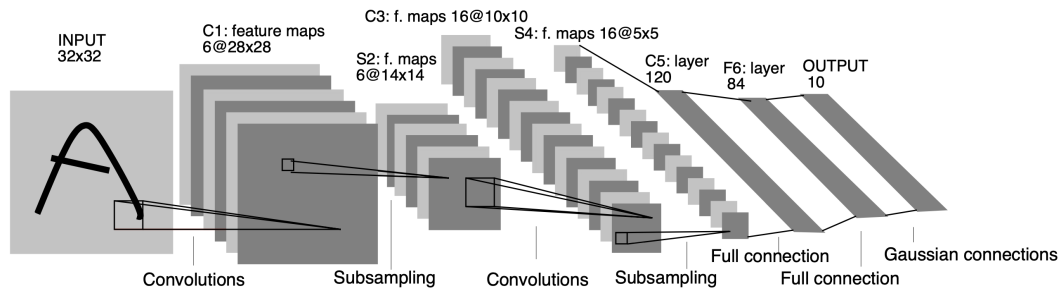 INPUT
32x32
C1: feature maps
6@28x28
S2: f. maps
6@14x14
C3: f. maps 16@10x10
S4: f. maps 16@5x5
C5: layer
120
F6: layer
84
OUTPUT
10
Convolutions
Subsampling
Convolutions
Subsampling
Full connection
Full connection
Gaussian connections
A